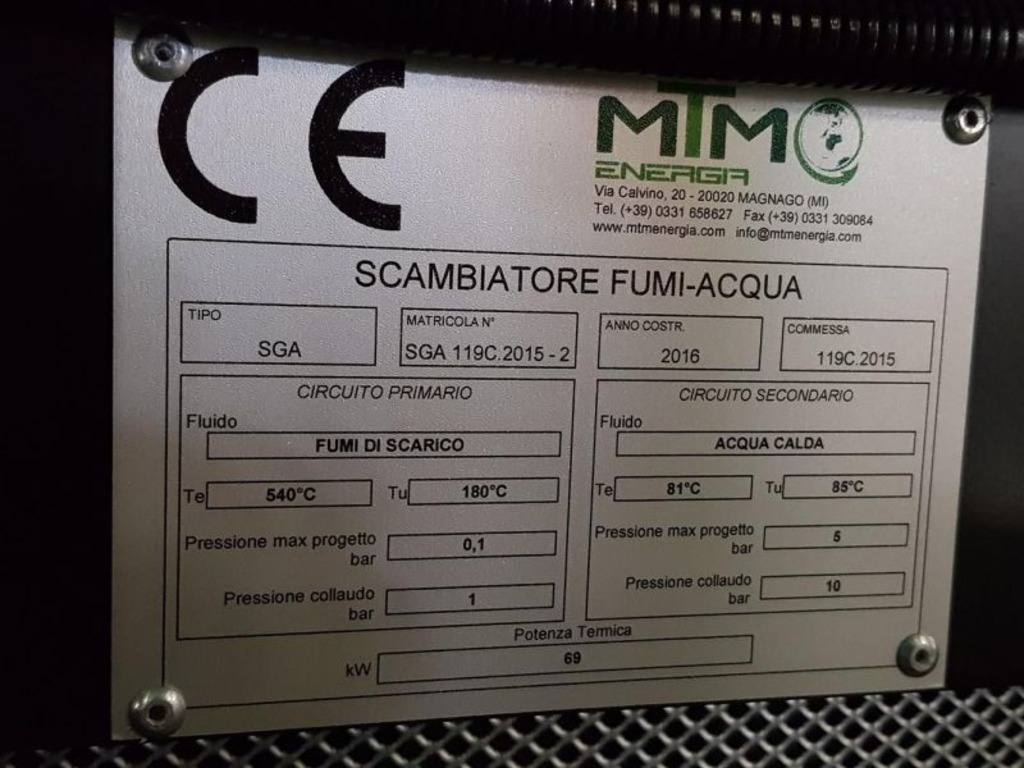 CE
MTM
ENERGIA
Via Calvino, 20 - 20020 MAGNAGO (MI)
Tel. (+39) 0331 658627 Fax (+39) 0331 309084
www.mtmenergia.com info@mtmenergia.com
SCAMBIATORE FUMI-ACQUA
TIPO
SGA
MATRICOLA N°
SGA 119C.2015 - 2
ANNO COSTR.
2016
COMMESSA
119C.2015
CIRCUITO PRIMARIO
Fluido
FUMI DI SCARICO
Te 540°C Tu 180°C
Pressione max progetto
bar 0,1
Pressione collaudo
bar 1
CIRCUITO SECONDARIO
Fluido
ACQUA CALDA
Te 81°C Tu 85°C
Pressione max progetto
bar 5
Pressione collaudo
bar 10
Potenza Termica
kW 69